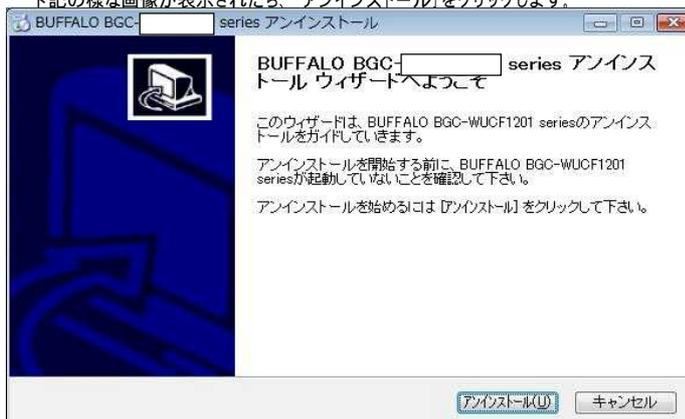 下記の様な画像が表示されたら、「アンインストール」をクリックします。
BUFFALO BGC- series アンインストール
BUFFALO BGC- series アンインス
トール ウィザードへようこそ
このウィザードは、BUFFALO BGC-WUCF1201 seriesのアンインス
トールをガイドしていきます。
アンインストールを開始する前に、BUFFALO BGC-WUCF1201
seriesが起動していないことを確認して下さい。
アンインストールを始めるには [アンインストール] をクリックして下さい。
アンインストール(U)
キャンセル